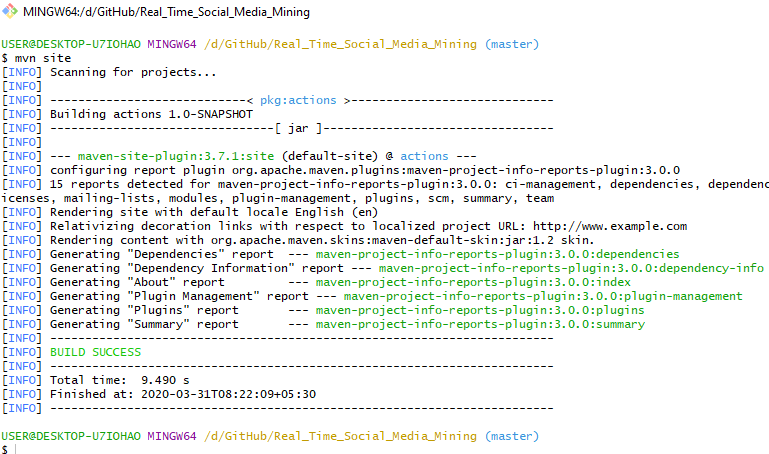 MINGW64:/d/GitHub/Real_Time_Social_Media_Mining
USER@DESKTOP-U7IOHAO MINGW64 /d/GitHub/Real_Time_Social_Media_Mining (master)
$ mvn site
[INFO] Scanning for projects...
[INFO]
[INFO] -----------------------------< pkg:actions >------------------------------
[INFO] Building actions 1.0-SNAPSHOT
[INFO] --------------------------------[ jar ]---------------------------------
[INFO]
[INFO] --- maven-site-plugin:3.7.1:site (default-site) @ actions ---
[INFO] configuring report plugin org.apache.maven.plugins:maven-project-info-reports-plugin:3.0.0
[INFO] 15 reports detected for maven-project-info-reports-plugin:3.0.0: ci-management, dependencies, dependenc
icenses, mailing-lists, modules, plugin-management, plugins, scm, summary, team
[INFO] Rendering site with default locale English (en)
[INFO] Relativizing decoration links with respect to localized project URL: http://www.example.com
[INFO] Rendering content with org.apache.maven.skins:maven-default-skin:jar:1.2 skin.
[INFO] Generating "Dependencies" report  --- maven-project-info-reports-plugin:3.0.0:dependencies
[INFO] Generating "Dependency Information" report --- maven-project-info-reports-plugin:3.0.0:dependency-info
[INFO] Generating "About" report         --- maven-project-info-reports-plugin:3.0.0:index
[INFO] Generating "Plugin Management" report --- maven-project-info-reports-plugin:3.0.0:plugin-management
[INFO] Generating "Plugins" report       --- maven-project-info-reports-plugin:3.0.0:plugins
[INFO] Generating "Summary" report       --- maven-project-info-reports-plugin:3.0.0:summary
[INFO] ------------------------------------------------------------------------
[INFO] BUILD SUCCESS
[INFO] ------------------------------------------------------------------------
[INFO] Total time:  9.490 s
[INFO] Finished at: 2020-03-31T08:22:09+05:30
[INFO] ------------------------------------------------------------------------
USER@DESKTOP-U7IOHAO MINGW64 /d/GitHub/Real_Time_Social_Media_Mining (master)
$